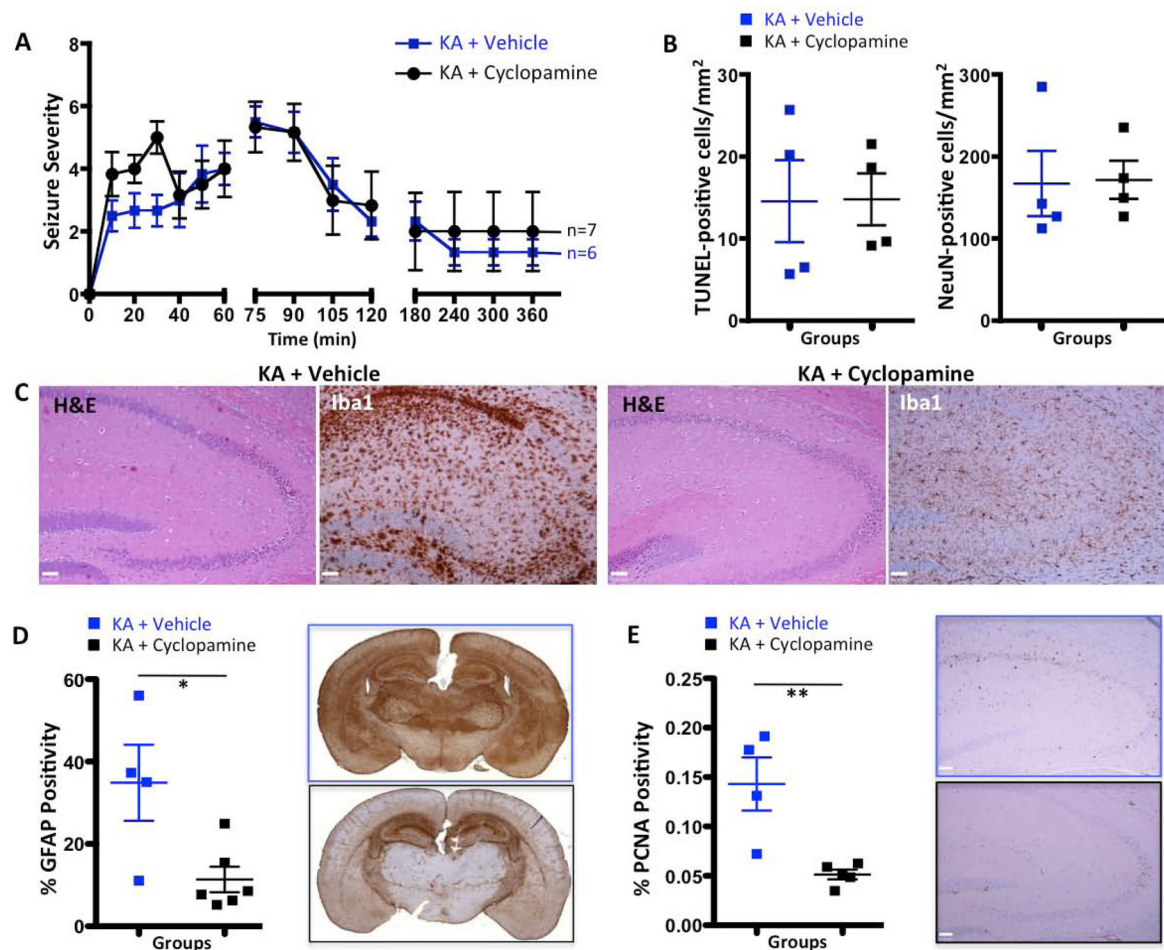 A
KA + Vehicle
KA + Cyclopamine
Seizure Severity
8
6
4
2
0
n=7
n=6
0 20 40 60 75 90 105 120 180 240 300 360
Time (min)
B
KA + Vehicle
KA + Cyclopamine
TUNEL-positive cells/mm²
30
20
10
0
Groups
NeuN-positive cells/mm²
300
200
100
0
Groups
C
KA + Vehicle
H&E
Iba1
KA + Cyclopamine
H&E
Iba1
D
KA + Vehicle
KA + Cyclopamine
% GFAP Positivity
60
40
20
0
*
Groups
E
KA + Vehicle
KA + Cyclopamine
% PCNA Positivity
0.25
0.20
0.15
0.10
0.05
0.00
**
Groups